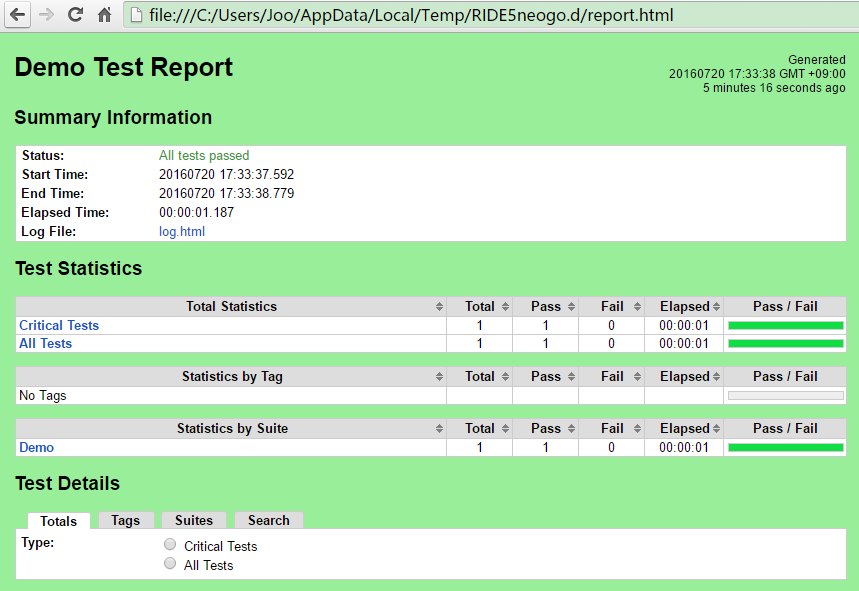 file:///C:/Users/Joo/AppData/Local/Temp/RIDE5neogo.d/report.html
Demo Test Report
Generated
20160720 17:33:38 GMT +09:00
5 minutes 16 seconds ago
Summary Information
Status: All tests passed
Start Time: 20160720 17:33:37.592
End Time: 20160720 17:33:38.779
Elapsed Time: 00:00:01.187
Log File: log.html
Test Statistics
Total Statistics Total Pass Fail Elapsed Pass / Fail
Critical Tests 1 1 0 00:00:01
All Tests 1 1 0 00:00:01
Statistics by Tag Total Pass Fail Elapsed Pass / Fail
No Tags
Statistics by Suite Total Pass Fail Elapsed Pass / Fail
Demo 1 1 0 00:00:01
Test Details
Totals Tags Suites Search
Type: Critical Tests
All Tests